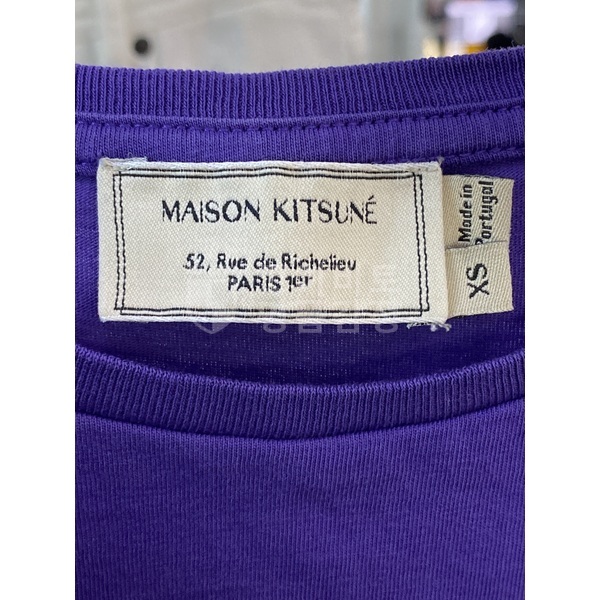 MAISON KITSUNÉ
52, Rue de Richelieu
PARIS 1er
Made in
Portugal
XS